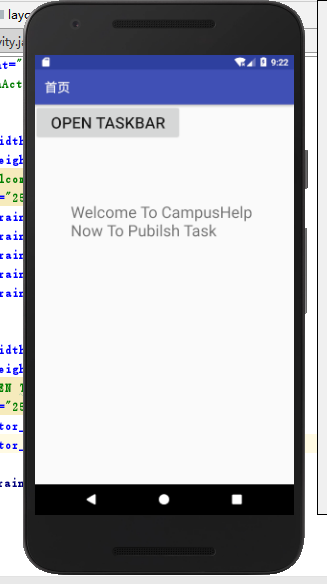 layo
vity.ja
nt="
nAct
9:22
首页
OPEN TASKBAR
Welcome To CampusHelp
Now To Pubilsh Task
idth
eigh
lcom
="25
rain
rain
rain
rain
rain
idth
eigh
EN T
="25
tor_
tor_
rain